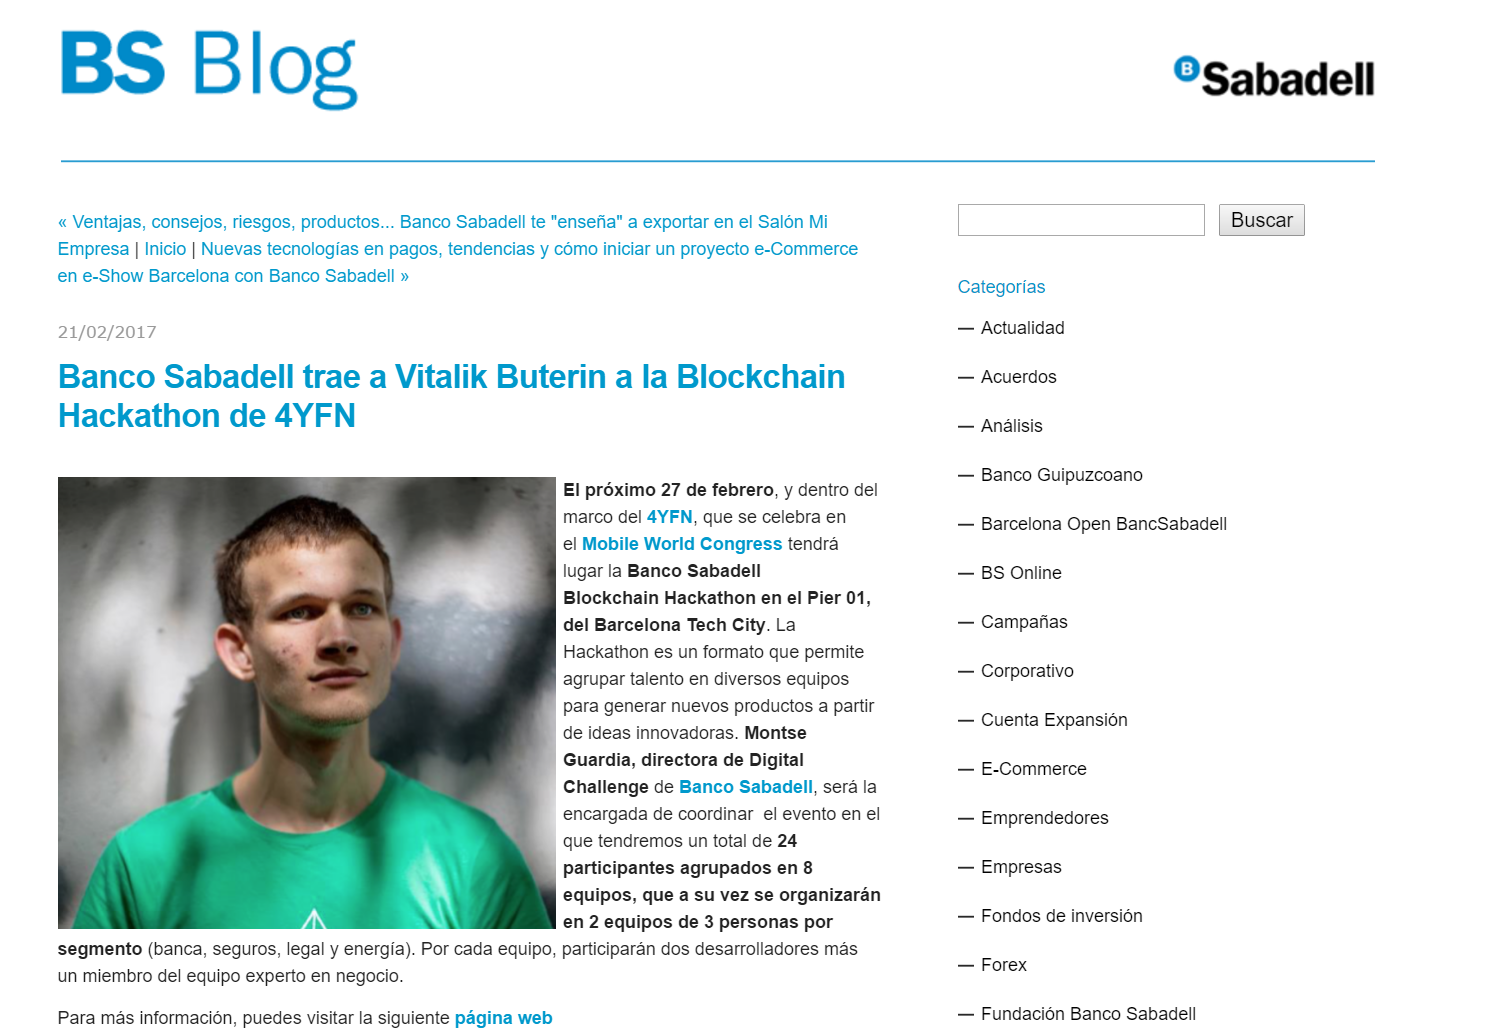 BS Blog
B Sabadell
« Ventajas, consejos, riesgos, productos... Banco Sabadell te "enseña" a exportar en el Salón Mi
Empresa | Inicio | Nuevas tecnologías en pagos, tendencias y cómo iniciar un proyecto e-Commerce
en e-Show Barcelona con Banco Sabadell »
21/02/2017
Banco Sabadell trae a Vitalik Buterin a la Blockchain
Hackathon de 4YFN
El próximo 27 de febrero, y dentro del
marco del 4YFN, que se celebra en
el Mobile World Congress tendrá
lugar la Banco Sabadell
Blockchain Hackathon en el Pier 01,
del Barcelona Tech City. La
Hackathon es un formato que permite
agrupar talento en diversos equipos
para generar nuevos productos a partir
de ideas innovadoras. Montse
Guardia, directora de Digital
Challenge de Banco Sabadell, será la
encargada de coordinar  el evento en el
que tendremos un total de 24
participantes agrupados en 8
equipos, que a su vez se organizarán
en 2 equipos de 3 personas por
segmento (banca, seguros, legal y energía). Por cada equipo, participarán dos desarrolladores más
un miembro del equipo experto en negocio.
Para más información, puedes visitar la siguiente página web
Buscar
Categorías
— Actualidad
— Acuerdos
— Análisis
— Banco Guipuzcoano
— Barcelona Open BancSabadell
— BS Online
— Campañas
— Corporativo
— Cuenta Expansión
— E-Commerce
— Emprendedores
— Empresas
— Fondos de inversión
— Forex
— Fundación Banco Sabadell